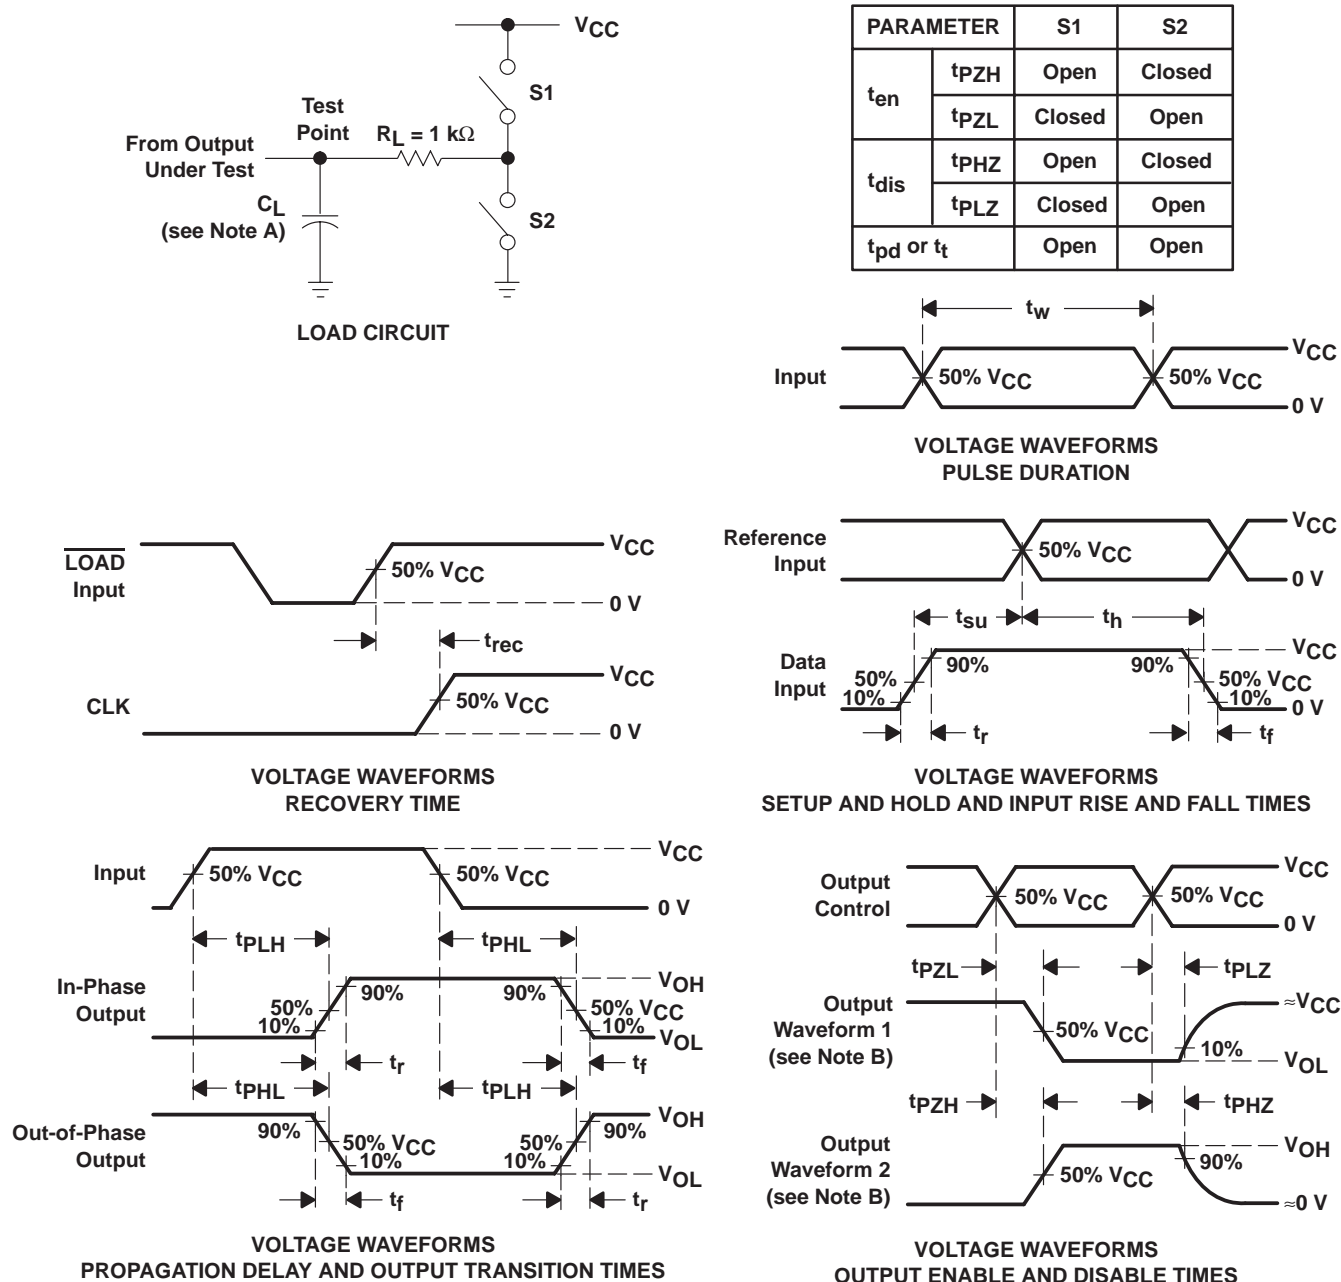 VCC
S1
Test
Point
RL = 1 kΩ
From Output
Under Test
CL
(see Note A)
S2
LOAD CIRCUIT
PARAMETER S1 S2
ten tPZH Open Closed
tPZL Closed Open
tdis tPHZ Open Closed
tPLZ Closed Open
tpd or tt Open Open
tw
Input 50% VCC 50% VCC VCC
0 V
VOLTAGE WAVEFORMS
PULSE DURATION
LOAD
Input
50% VCC
VCC
0 V
trec
CLK
50% VCC
VCC
0 V
VOLTAGE WAVEFORMS
RECOVERY TIME
Reference
Input
50% VCC
VCC
0 V
tsu th
Data
Input
50%
10%
90% 90%
VCC
50% VCC
10%
0 V
tr tf
VOLTAGE WAVEFORMS
SETUP AND HOLD AND INPUT RISE AND FALL TIMES
Input
50% VCC 50% VCC
VCC
0 V
tPLH tPHL
In-Phase
Output
50%
10%
90% 90%
VOH
50% VCC
10%
VOL
tr tf
tPHL tPLH
Out-of-Phase
Output
90%
50% VCC
10%
50%
10%
90%
VOH
VOL
tf tr
VOLTAGE WAVEFORMS
PROPAGATION DELAY AND OUTPUT TRANSITION TIMES
Output
Control
50% VCC 50% VCC
VCC
0 V
tPZL tPLZ
Output
Waveform 1
(see Note B)
50% VCC
10%
≈VCC
VOL
tPZH tPHZ
Output
Waveform 2
(see Note B)
50% VCC
90%
VOH
≈0 V
VOLTAGE WAVEFORMS
OUTPUT ENABLE AND DISABLE TIMES